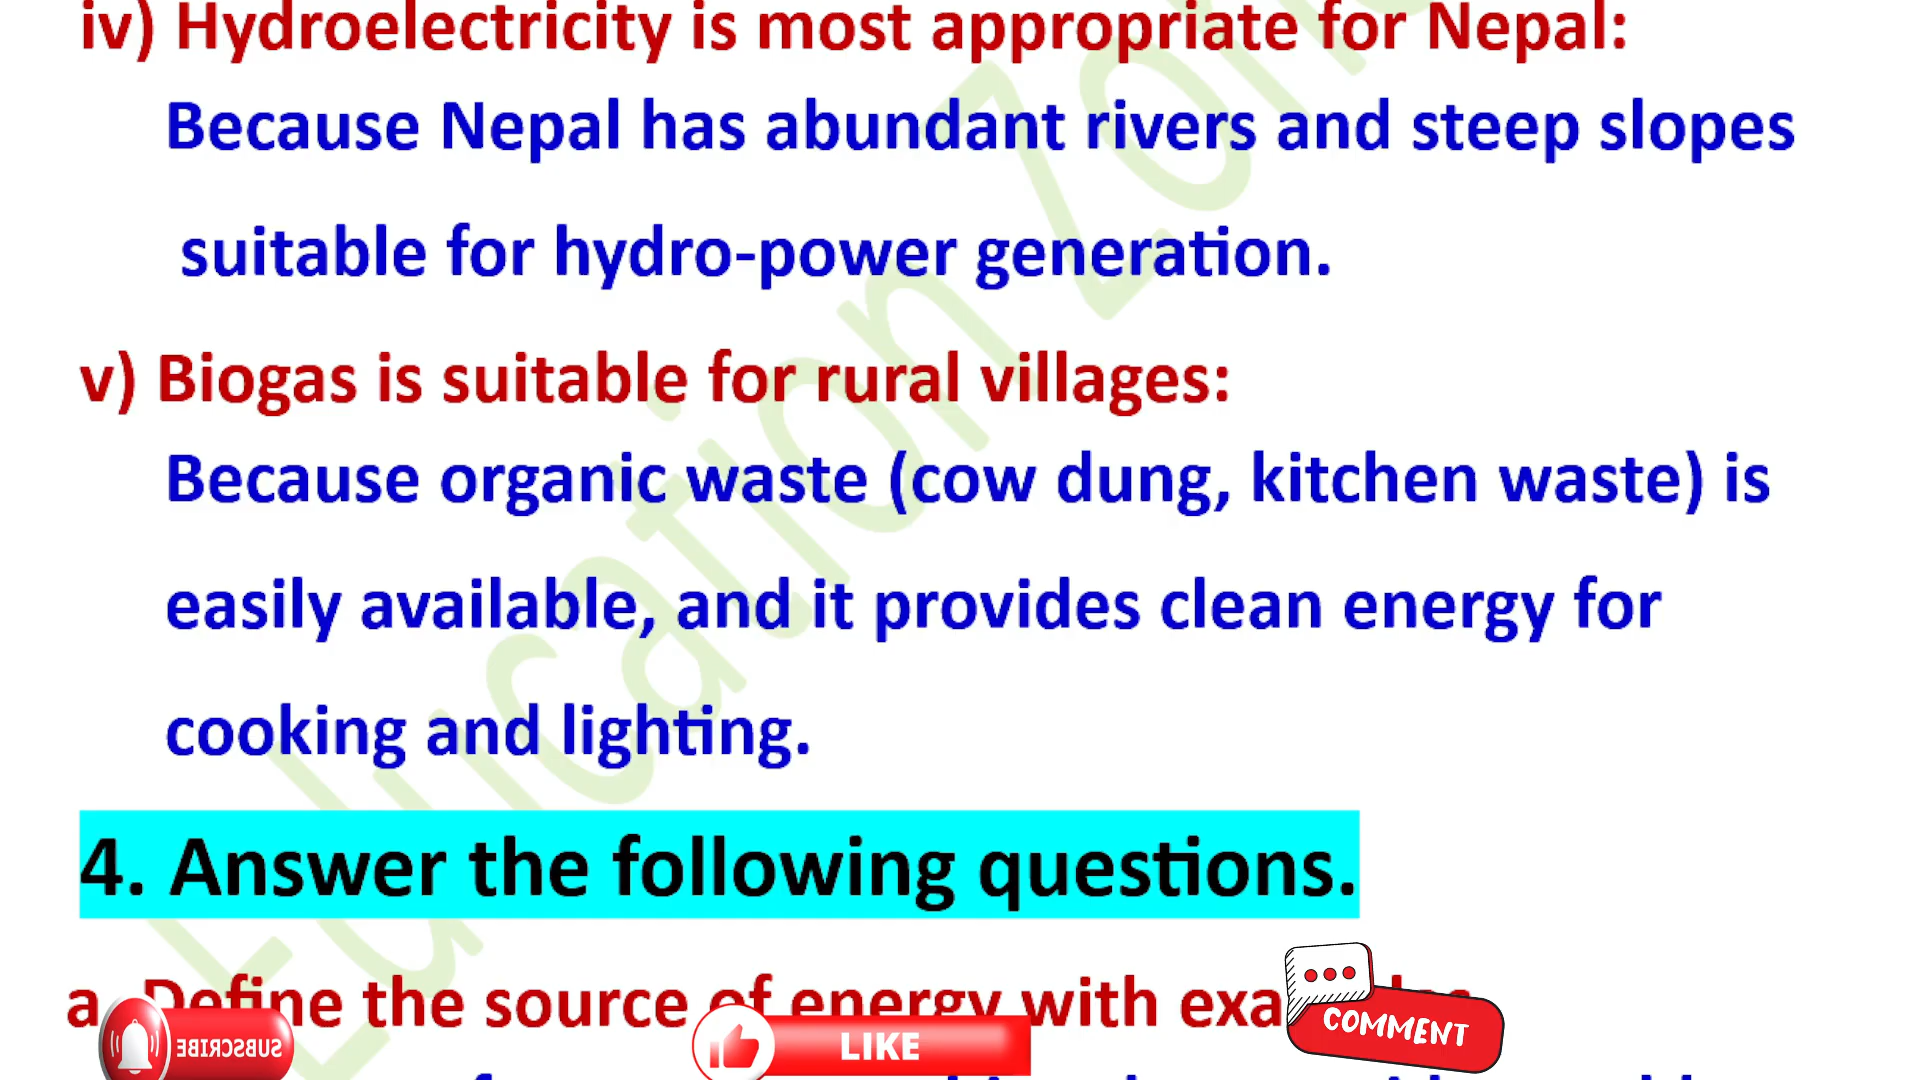 iv) Hydroelectricity is most appropriate for Nepal:
Because Nepal has abundant rivers and steep slopes
suitable for hydro-power generation.
v) Biogas is suitable for rural villages:
Because organic waste (cow dung, kitchen waste) is
easily available, and it provides clean energy for
cooking and lighting.
4. Answer the following questions.
a. Define the source of energy with
SUBSCRIBE
LIKE
COMMENT
Education Zone